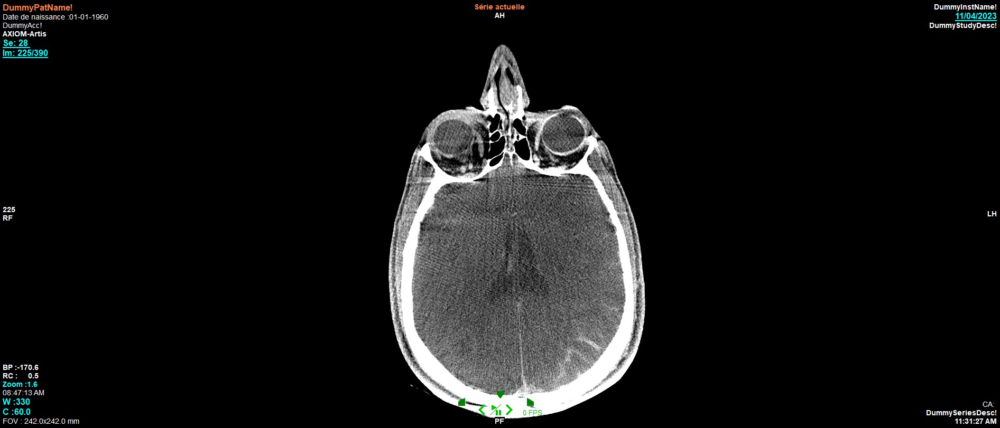 DummyPatName!
Date de naissance :01-01-1960
DummyAcc!
AXIOM-Artis
Se: 28
Im: 225/390
Série actuelle
AH
DummyInstName!
11/04/2023
DummyStudyDesc!
225
RF
LH
BP :-170.6
RC : 0.5
Zoom :1.6
08:47:13 AM
W :330
C :60.0
FOV : 242.0x242.0 mm
0 FPS
PF
CA:
DummySeriesDesc!
11:31:27 AM